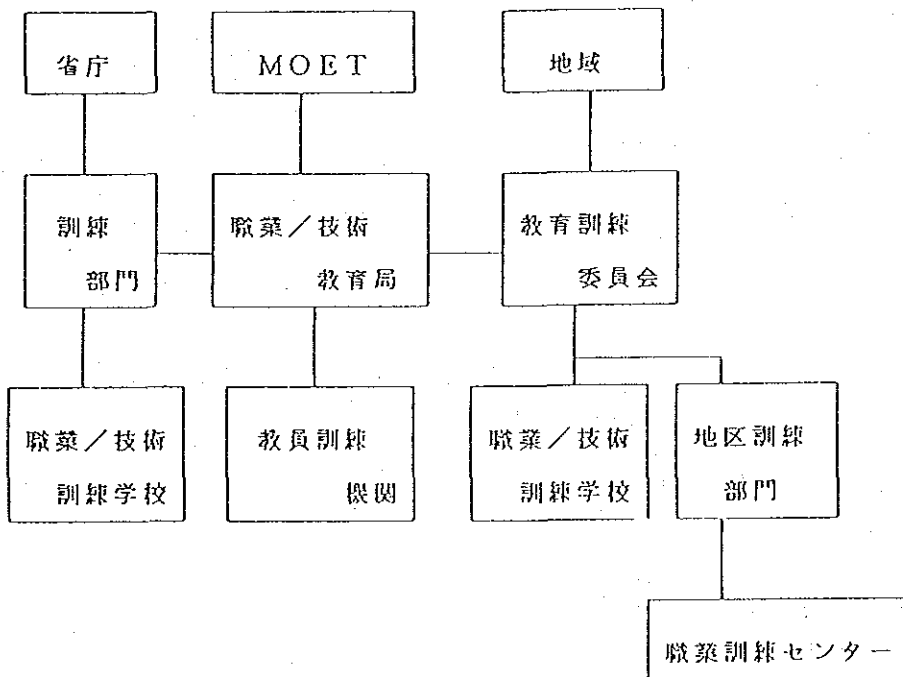 省庁
MOET
地域
訓練
部門
職業／技術
教育局
教育訓練
委員会
職業／技術
訓練学校
教員訓練
機関
職業／技術
訓練学校
地区訓練
部門
職業訓練センター